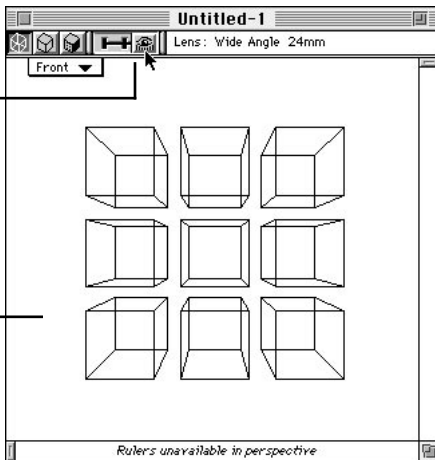 Untitled-1
Lens: Wide Angle 24mm
Front
Rulers unavailable in perspective